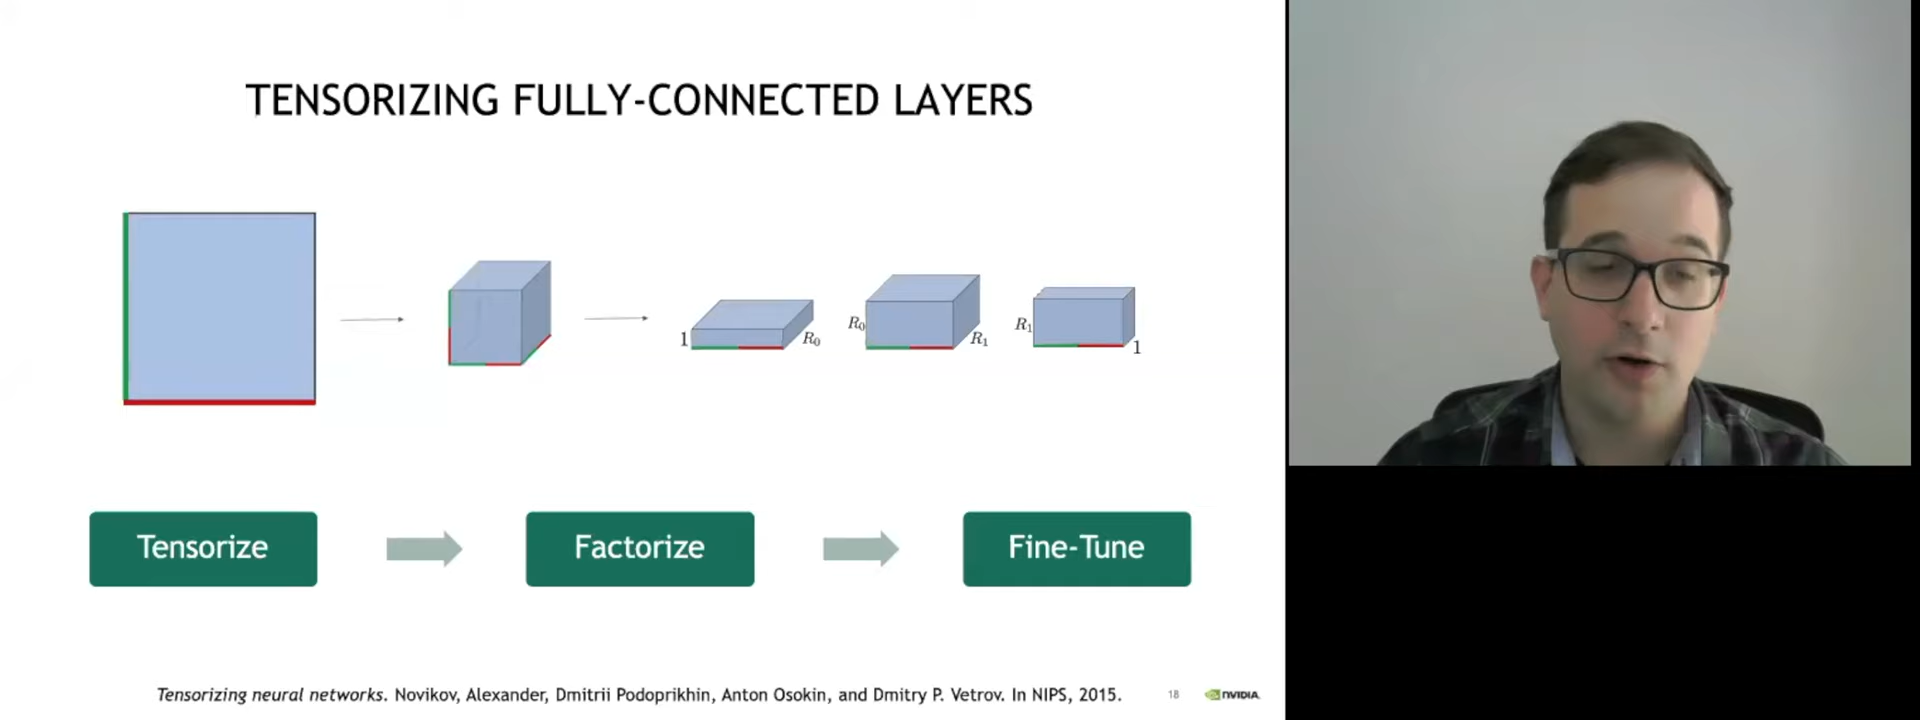 TENSORIZING FULLY-CONNECTED LAYERS
1
R₀
R₀
R₁
R₁
1
Tensorize
Factorize
Fine-Tune
Tensorizing neural networks. Novikov, Alexander, Dmitrii Podoprikhin, Anton Osokin, and Dmitry P. Vetrov. In NIPS, 2015.
18
NVIDIA.